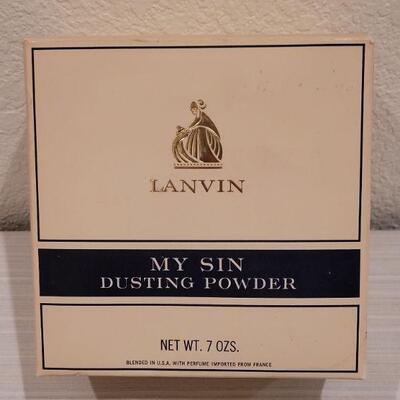 LANVIN
MY SIN
DUSTING POWDER
NET WT. 7 OZS.
BLENDED IN U.S.A. WITH PERFUME IMPORTED FROM FRANCE